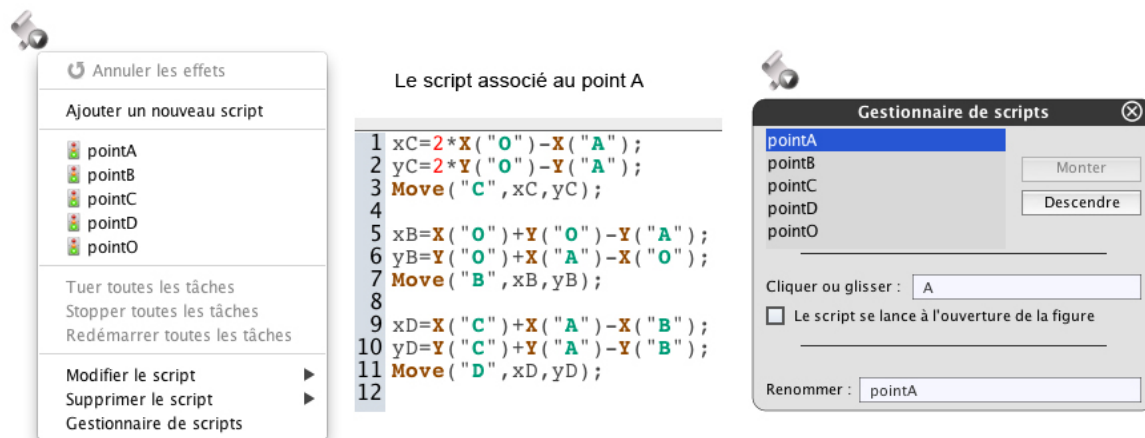 Annuler les effets
Ajouter un nouveau script
pointA
pointB
pointC
pointD
pointO
Tuer toutes les tâches
Stopper toutes les tâches
Redémarrer toutes les tâches
Modifier le script
Supprimer le script
Gestionnaire de scripts
Le script associé au point A
1 xC=2*X("O")-X("A");
2 yC=2*Y("O")-Y("A");
3 Move("C",xC,yC);
4
5 xB=X("O")+Y("O")-Y("A");
6 yB=Y("O")+X("A")-X("O");
7 Move("B",xB,yB);
8
9 xD=X("C")+X("A")-X("B");
10 yD=Y("C")+Y("A")-Y("B");
11 Move("D",xD,yD);
12
Gestionnaire de scripts
pointA
pointB
pointC
pointD
pointO
Monter
Descendre
Cliquer ou glisser : A
Le script se lance à l'ouverture de la figure
Renommer : pointA